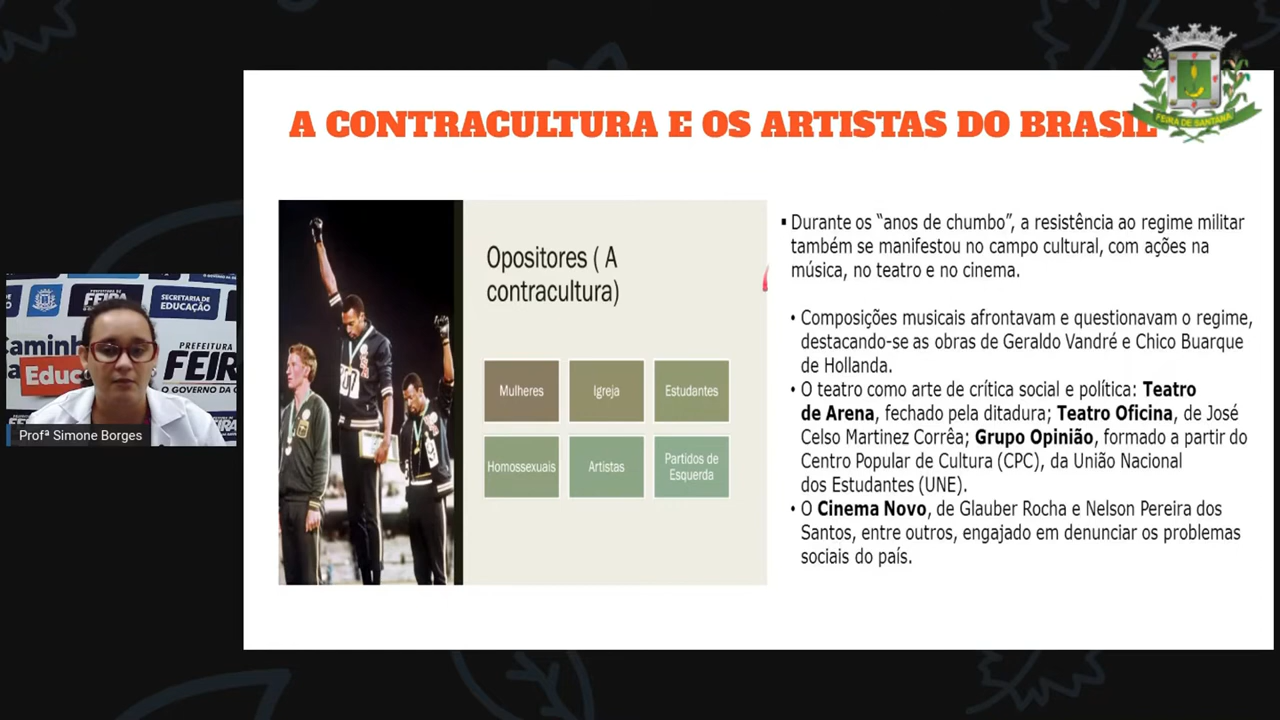 A CONTRACULTURA E OS ARTISTAS DO BRASIL
FEIRA DE SANTANA
Opositores ( A
contracultura)
Mulheres
Igreja
Estudantes
Homossexuais
Artistas
Partidos de
Esquerda
▪ Durante os “anos de chumbo”, a resistência ao regime militar
também se manifestou no campo cultural, com ações na
música, no teatro e no cinema.
• Composições musicais afrontavam e questionavam o regime,
destacando-se as obras de Geraldo Vandré e Chico Buarque
de Hollanda.
• O teatro como arte de crítica social e política: Teatro
de Arena, fechado pela ditadura; Teatro Oficina, de José
Celso Martinez Corrêa; Grupo Opinião, formado a partir do
Centro Popular de Cultura (CPC), da União Nacional
dos Estudantes (UNE).
• O Cinema Novo, de Glauber Rocha e Nelson Pereira dos
Santos, entre outros, engajado em denunciar os problemas
sociais do país.
FEIRA
SECRETARIA DE
EDUCAÇÃO
Caminh
Educ
PREFEITURA
FEIR
O GOVERNO DA C
Profª Simone Borges